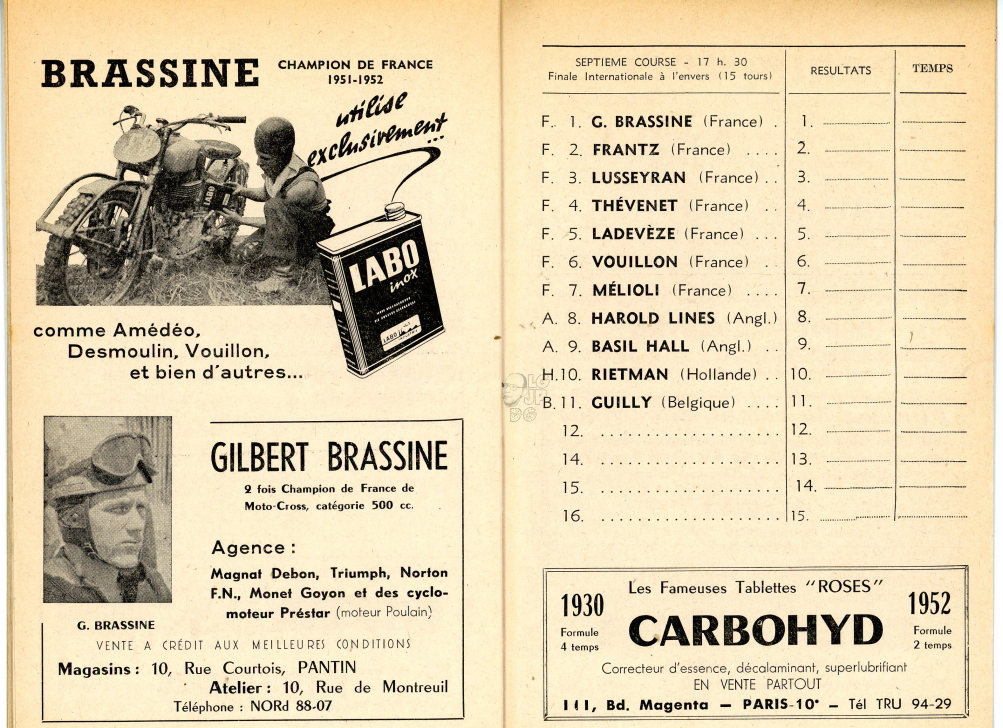 BRASSINE
CHAMPION DE FRANCE
1951-1952
utilise
exclusivement
...
LABO
LABO
inox
LABO
comme Amédéo,
Desmoulin, Vouillon,
et bien d'autres...
GILBERT BRASSINE
2 fois Champion de France de
Moto-Cross, catégorie 500 cc.
Agence :
Magnat Debon, Triumph, Norton
F.N., Monet Goyon et des cyclo-
moteur Préstar (moteur Poulain)
G. BRASSINE
VENTE A CRÉDIT AUX MEILLEURES CONDITIONS
Magasins : 10, Rue Courtois, PANTIN
Atelier : 10, Rue de Montreuil
Téléphone : NORd 88-07
SEPTIEME COURSE - 17 h. 30
Finale Internationale à l'envers (15 tours)
RESULTATS
TEMPS
F. 1. G. BRASSINE (France) . 1.
F. 2. FRANTZ (France) .... 2.
F. 3. LUSSEYRAN (France) .. 3.
F. 4. THÉVENET (France) .. 4.
F. 5. LADEVÈZE (France) ... 5.
F. 6. VOUILLON (France) .. 6.
F. 7. MÉLIOLI (France) .... 7.
A. 8. HAROLD LINES (Angl.) 8.
A. 9. BASIL HALL (Angl.) .. 9.
H. 10. RIETMAN (Hollande) .. 10.
B. 11. GUILLY (Belgique) .... 11.
12. .................... 12.
14. .................... 13.
15. .................... 14.
16. .................... 15.
LO
JP
DG
Les Fameuses Tablettes "ROSES"
1930
Formule
4 temps
CARBOHYD
1952
Formule
2 temps
Correcteur d'essence, décalaminant, superlubrifiant
EN VENTE PARTOUT
111, Bd. Magenta - PARIS-10e - Tél TRU 94-29